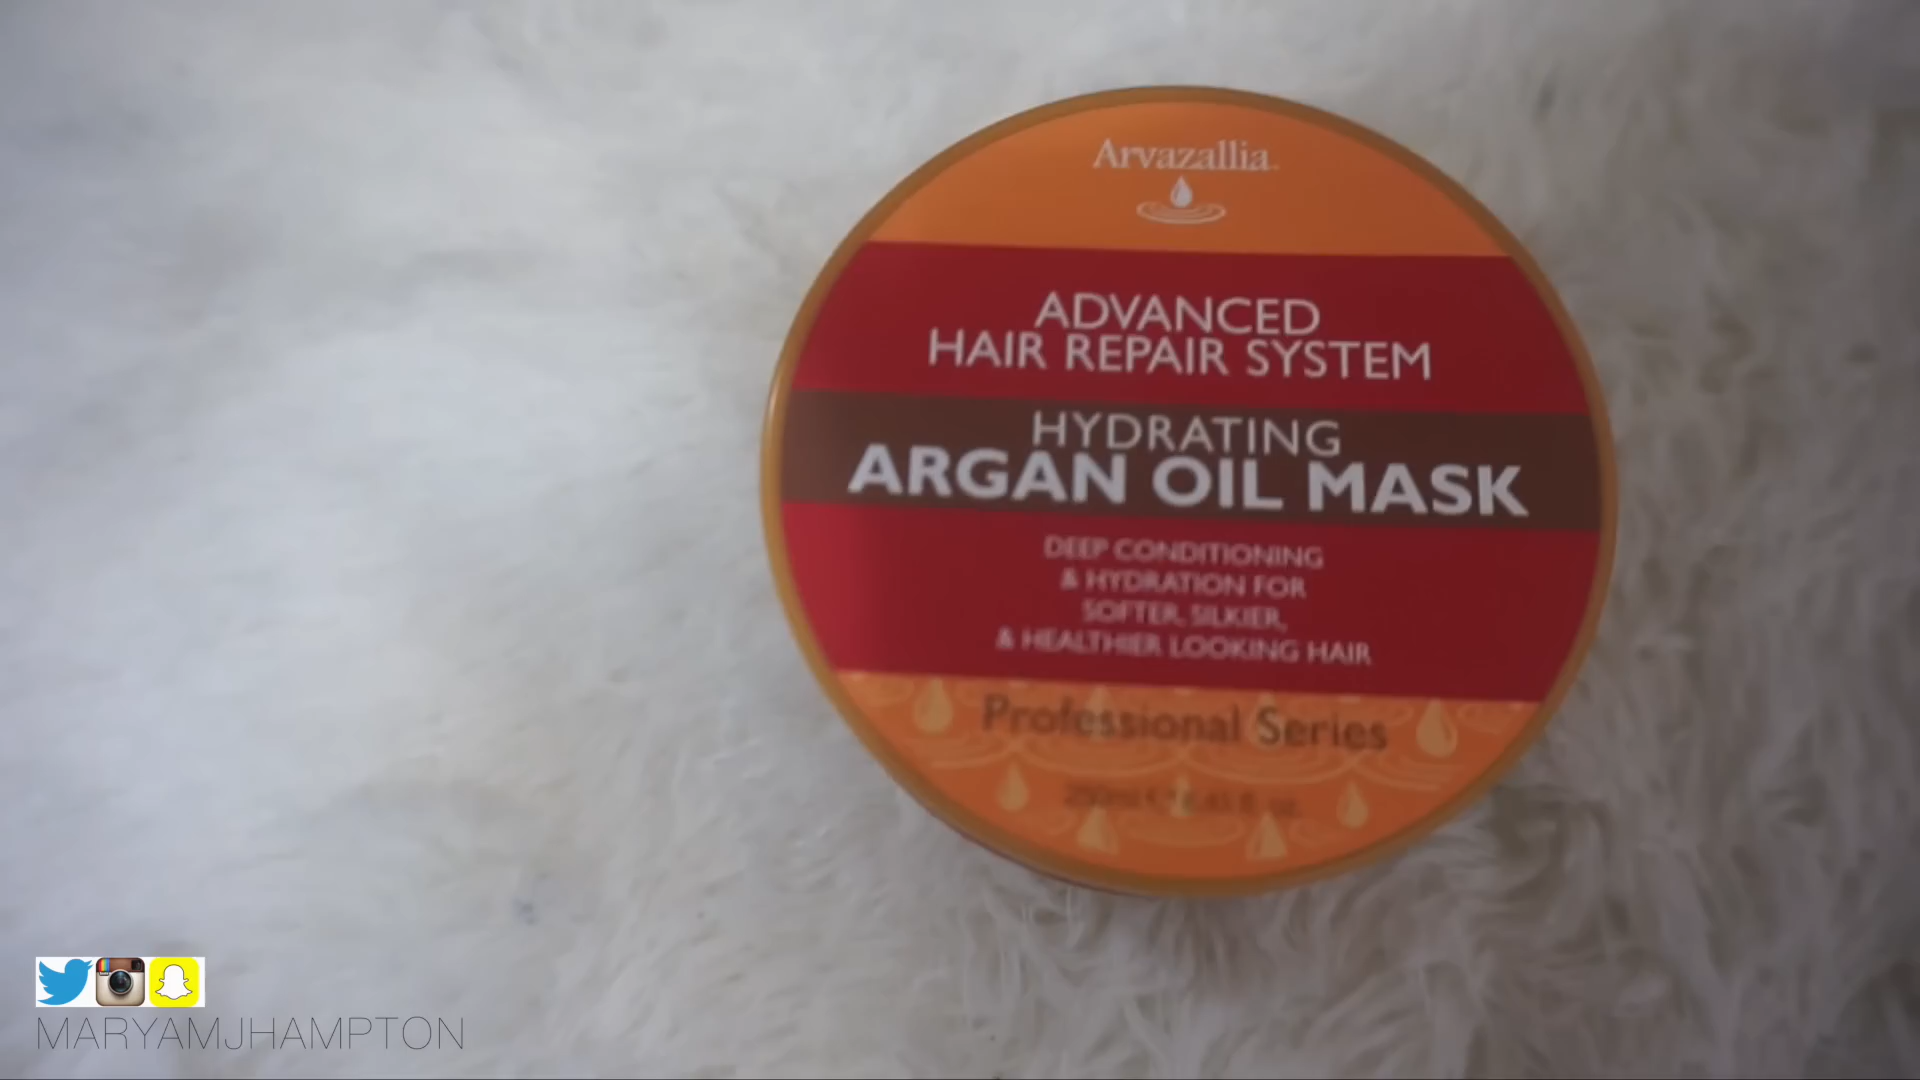 Arvazallia
ADVANCED
HAIR REPAIR SYSTEM
HYDRATING
ARGAN OIL MASK
DEEP CONDITIONING
& HYDRATION FOR
SOFTER, SILKIER,
& HEALTHIER LOOKING HAIR
Professional Series
MARYAMJHAMPTON